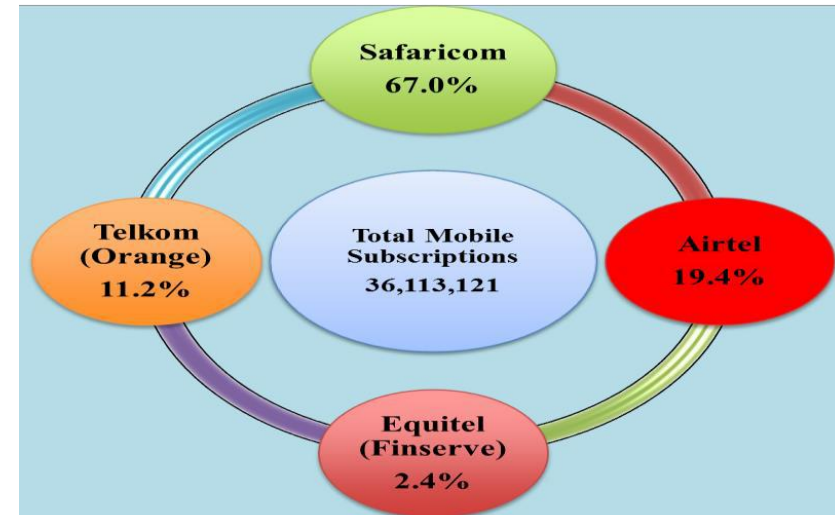 Safaricom
67.0%
Telkom
(Orange)
11.2%
Total Mobile
Subscriptions
36,113,121
Airtel
19.4%
Equitel
(Finserve)
2.4%